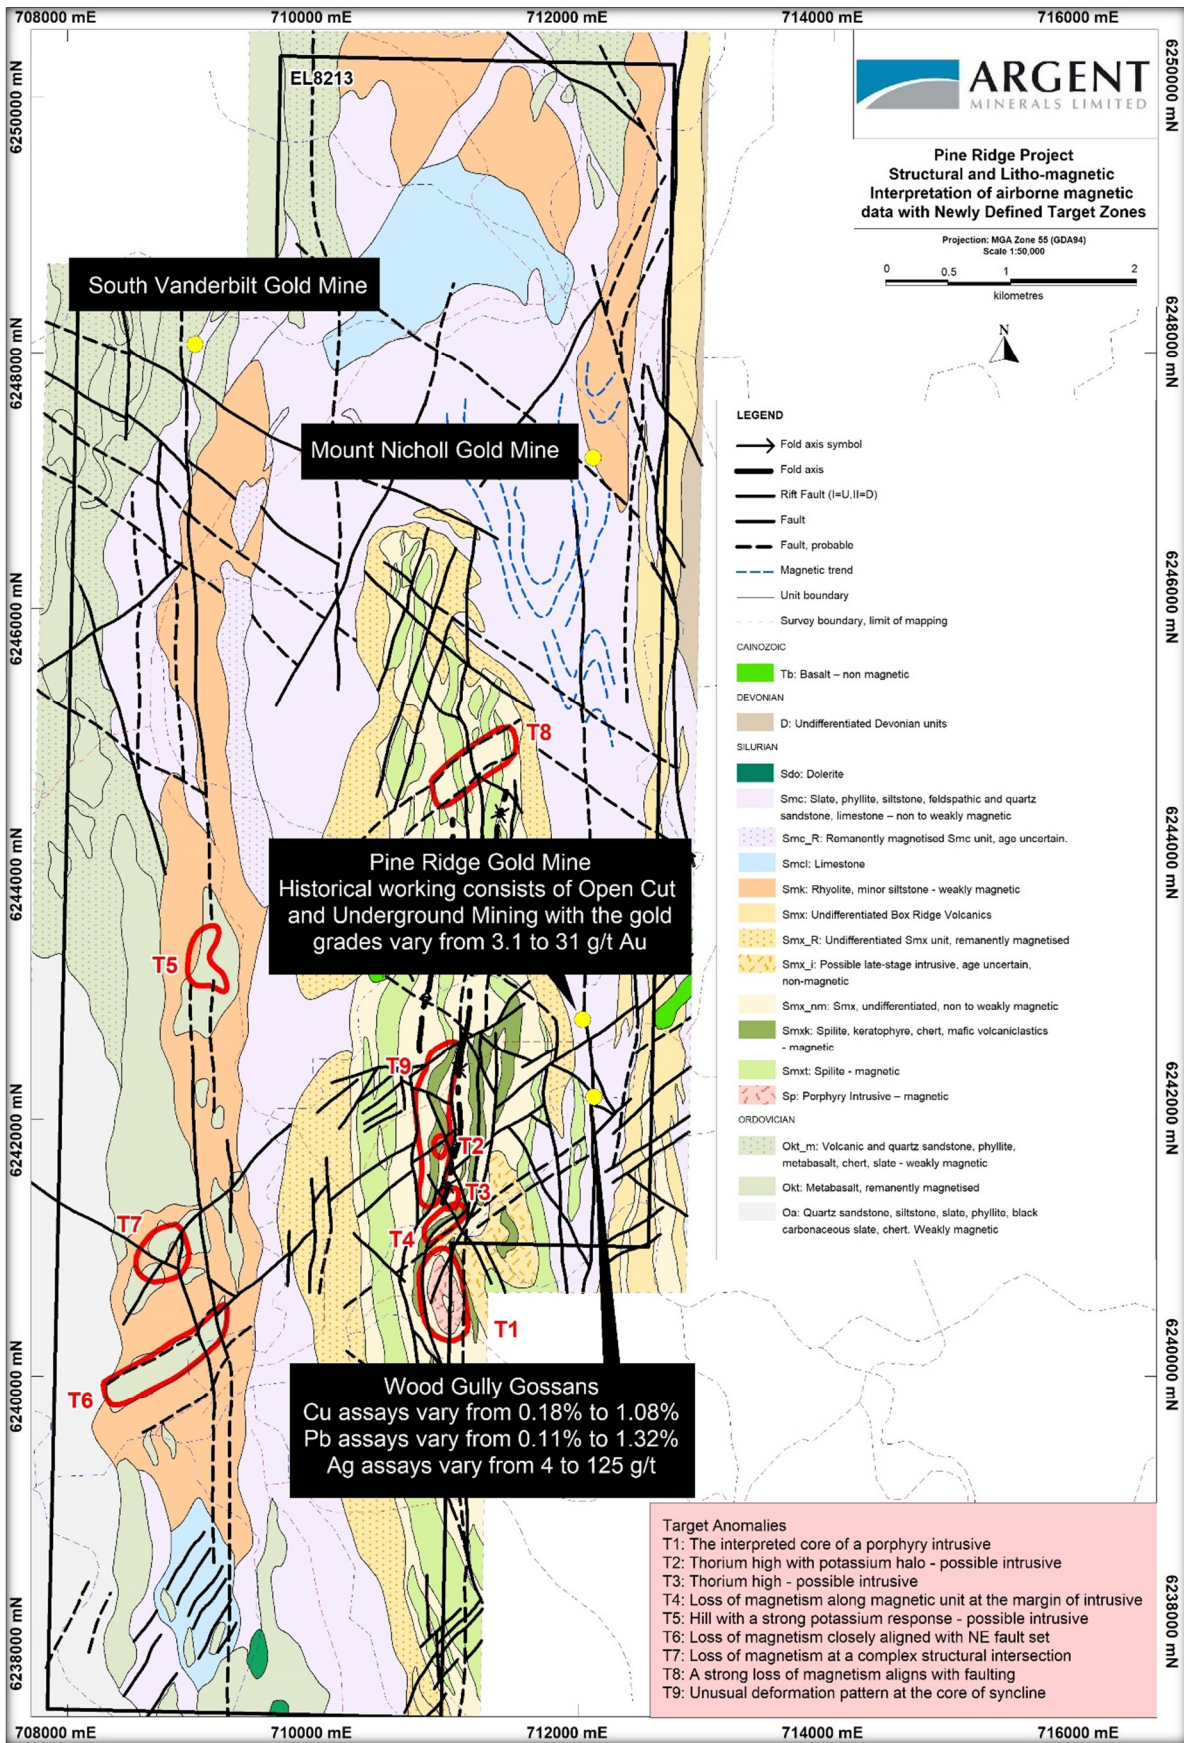 708000 mE
710000 mE
712000 mE
714000 mE
716000 mE
6250000 mN
6248000 mN
6246000 mN
6244000 mN
6242000 mN
6240000 mN
6238000 mN
6250000 mN
6248000 mN
6246000 mN
6244000 mN
6242000 mN
6240000 mN
6238000 mN
EL8213
ARGENT
MINERALS LIMITED
Pine Ridge Project
Structural and Litho-magnetic
Interpretation of airborne magnetic
data with Newly Defined Target Zones
Projection: MGA Zone 55 (GDA94)
Scale 1:50,000
0 0.5 1 2
kilometres
N
South Vanderbilt Gold Mine
Mount Nicholl Gold Mine
T8
Pine Ridge Gold Mine
Historical working consists of Open Cut
and Underground Mining with the gold
grades vary from 3.1 to 31 g/t Au
T5
T9
T2
T3
T4
T7
T1
T6
Wood Gully Gossans
Cu assays vary from 0.18% to 1.08%
Pb assays vary from 0.11% to 1.32%
Ag assays vary from 4 to 125 g/t
LEGEND
Fold axis symbol
Fold axis
Rift Fault (I=U,II=D)
Fault
Fault, probable
Magnetic trend
Unit boundary
Survey boundary, limit of mapping
CAINOZOIC
Tb: Basalt – non magnetic
DEVONIAN
D: Undifferentiated Devonian units
SILURIAN
Sdo: Dolerite
Smc: Slate, phyllite, siltstone, feldspathic and quartz
sandstone, limestone – non to weakly magnetic
Smc_R: Remanently magnetised Smc unit, age uncertain.
Smcl: Limestone
Smk: Rhyolite, minor siltstone - weakly magnetic
Smx: Undifferentiated Box Ridge Volcanics
Smx_R: Undifferentiated Smx unit, remanently magnetised
Smx_i: Possible late-stage intrusive, age uncertain,
non-magnetic
Smx_nm: Smx, undifferentiated, non to weakly magnetic
Smxk: Spilite, keratophyre, chert, mafic volcaniclastics
- magnetic
Smxt: Spilite - magnetic
Sp: Porphyry Intrusive – magnetic
ORDOVICIAN
Okt_m: Volcanic and quartz sandstone, phyllite,
metabasalt, chert, slate - weakly magnetic
Okt: Metabasalt, remanently magnetised
Oa: Quartz sandstone, siltstone, slate, phyllite, black
carbonaceous slate, chert. Weakly magnetic
Target Anomalies
T1: The interpreted core of a porphyry intrusive
T2: Thorium high with potassium halo - possible intrusive
T3: Thorium high - possible intrusive
T4: Loss of magnetism along magnetic unit at the margin of intrusive
T5: Hill with a strong potassium response - possible intrusive
T6: Loss of magnetism closely aligned with NE fault set
T7: Loss of magnetism at a complex structural intersection
T8: A strong loss of magnetism aligns with faulting
T9: Unusual deformation pattern at the core of syncline
708000 mE
710000 mE
712000 mE
714000 mE
716000 mE